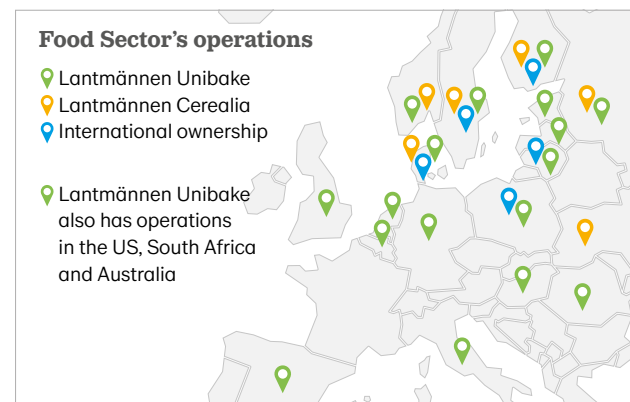 Food Sector's operations
Lantmännen Unibake
Lantmännen Cerealia
International ownership
Lantmännen Unibake
also has operations
in the US, South Africa
and Australia